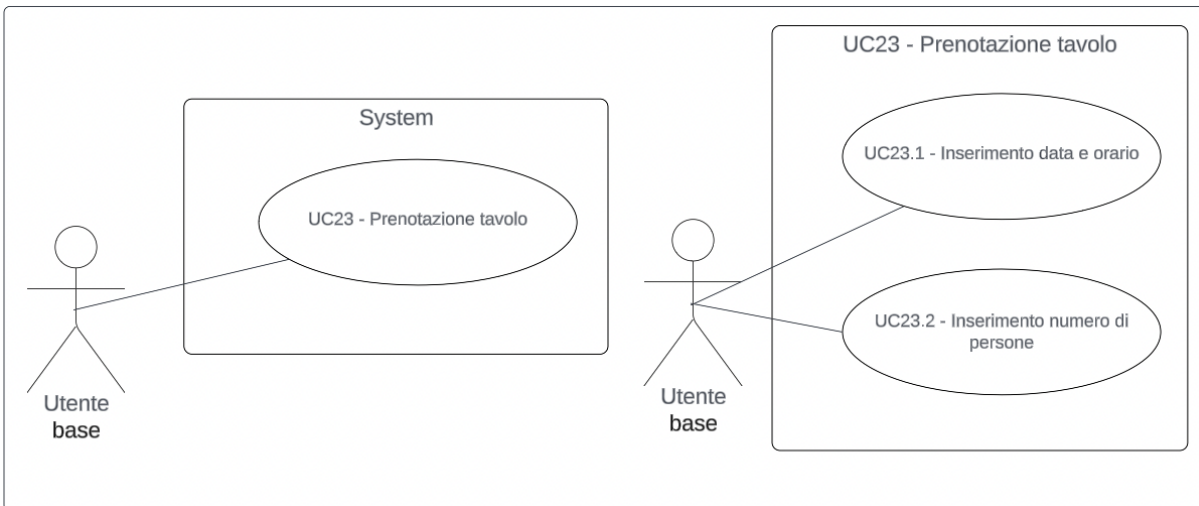 System
UC23 - Prenotazione tavolo
Utente
base
UC23 - Prenotazione tavolo
UC23.1 - Inserimento data e orario
UC23.2 - Inserimento numero di
persone
Utente
base